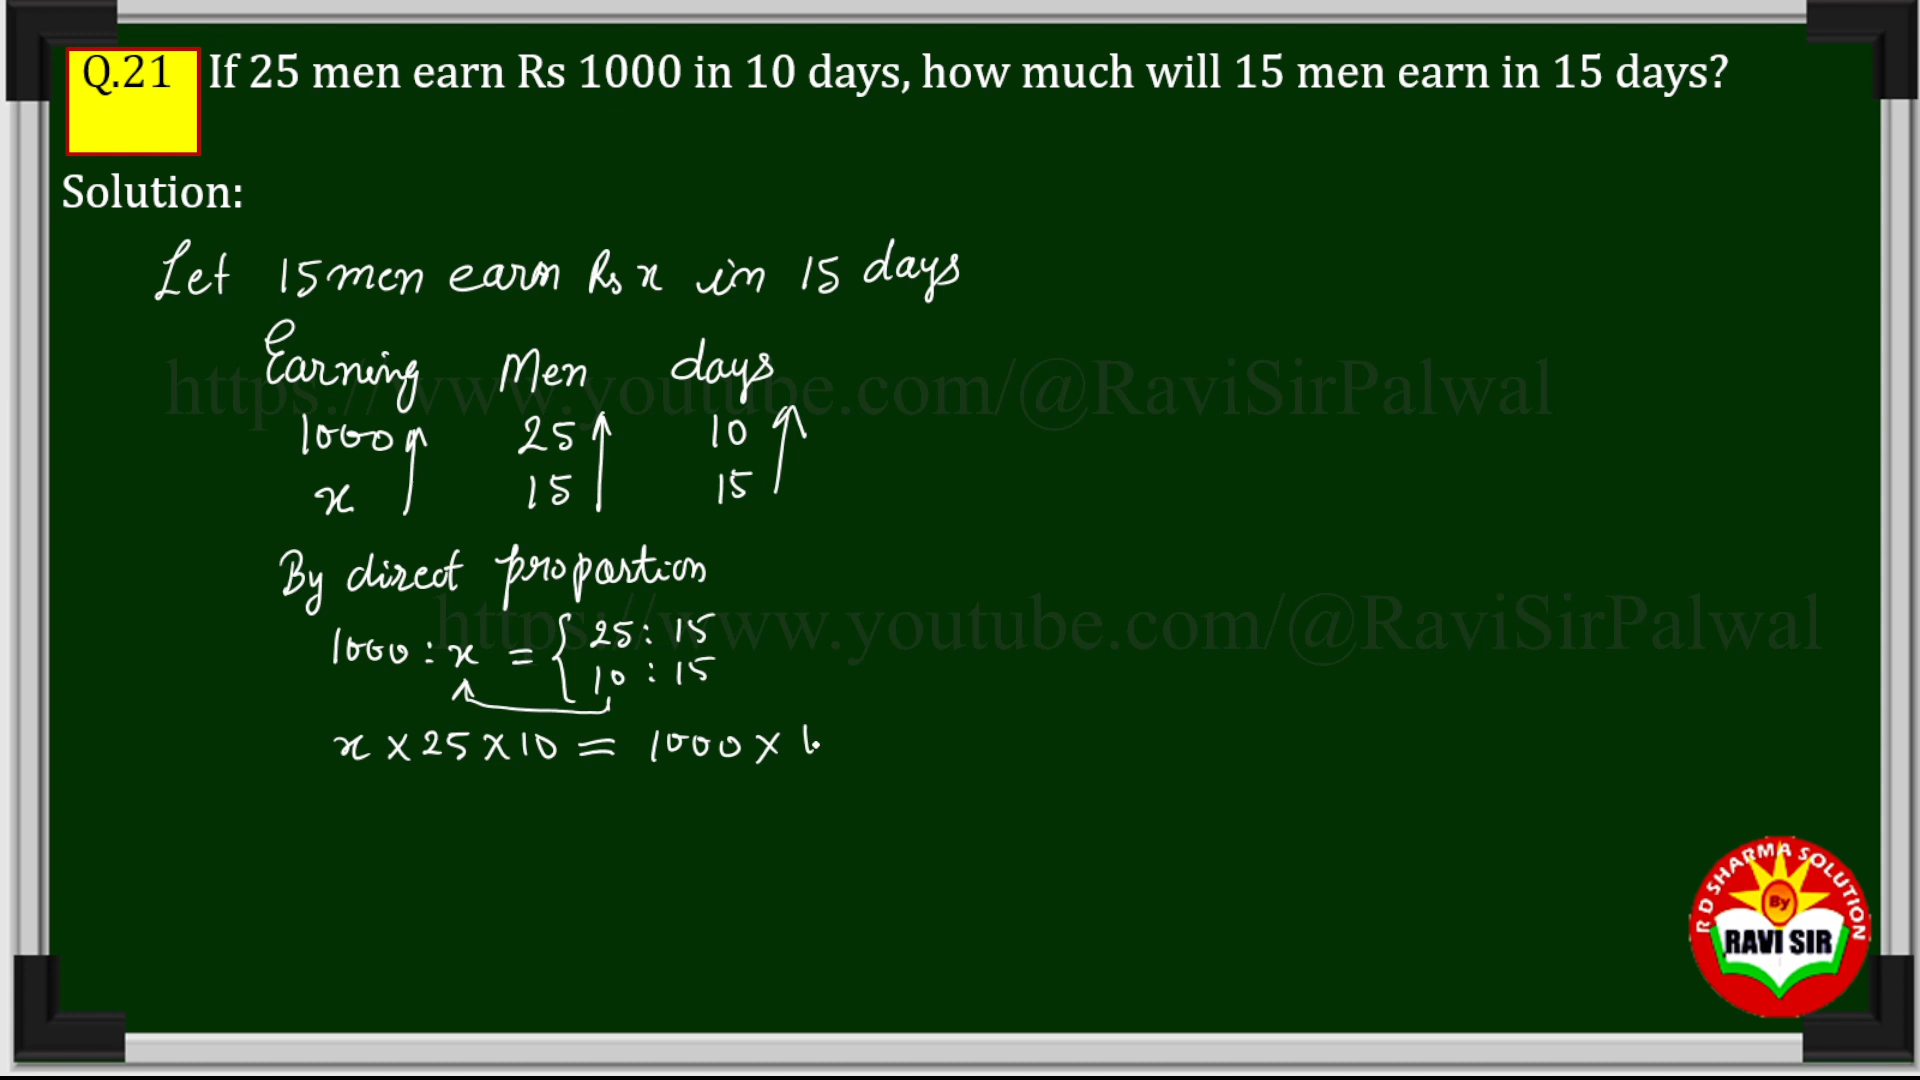 Q.21 If 25 men earn Rs 1000 in 10 days, how much will 15 men earn in 15 days?
Solution:
Let 15 men earn Rs x in 15 days
Earning Men days
1000 25 10
x 15 15
https://www.youtube.com/@RaviSirPalwal
By direct proportion
1000 : x = { 25 : 15
10 : 15
https://www.youtube.com/@RaviSirPalwal
x × 25 × 10 = 1000 × 1
R D SHARMA SOLUTION
By
RAVI SIR